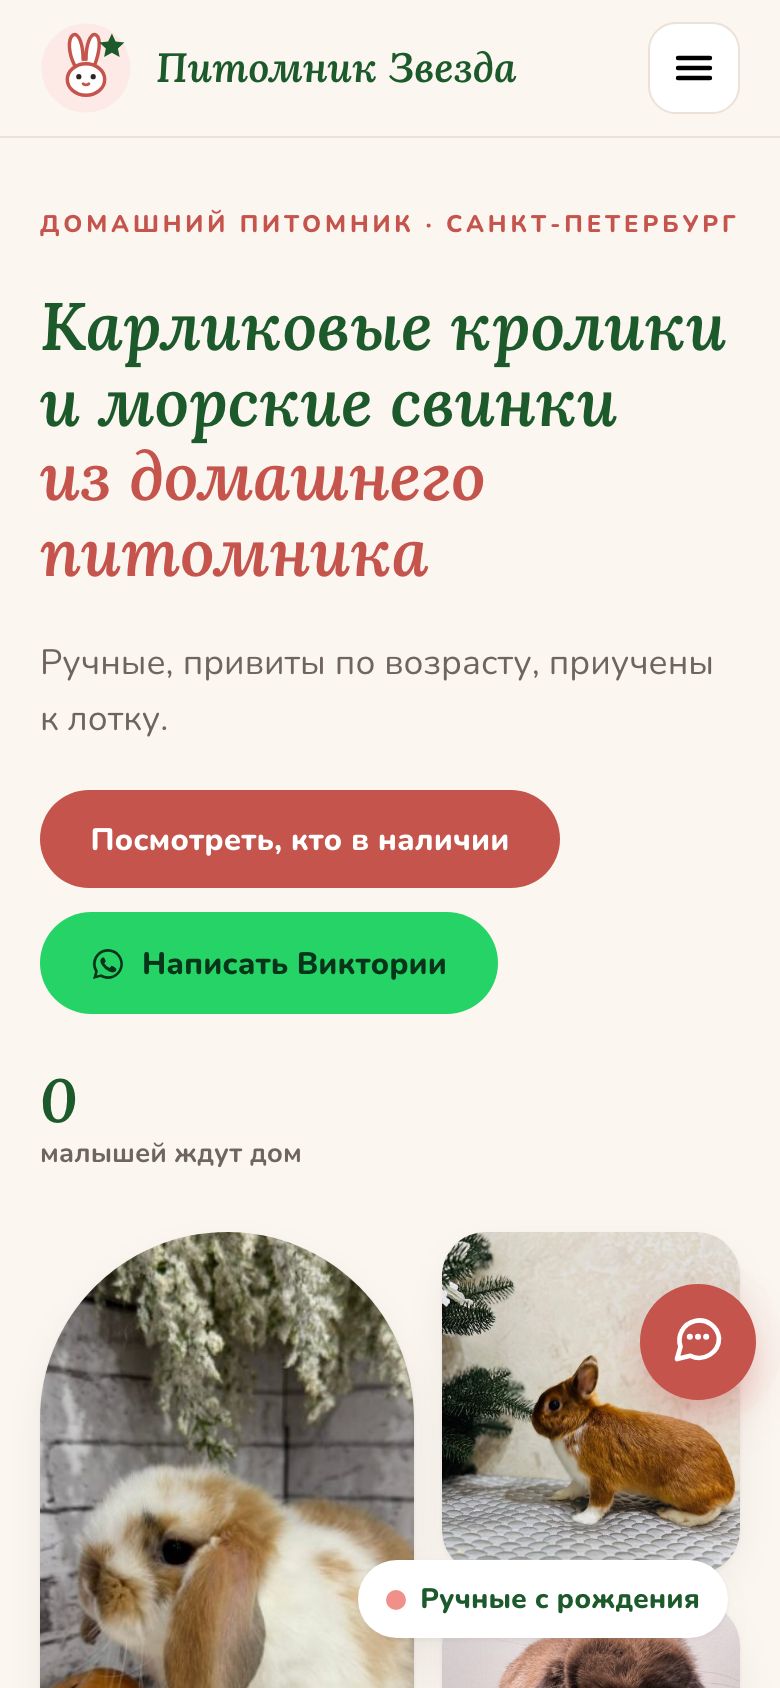 Питомник Звезда
ДОМАШНИЙ ПИТОМНИК · САНКТ-ПЕТЕРБУРГ
Карликовые кролики
и морские свинки
из домашнего
питомника
Ручные, привиты по возрасту, приучены
к лотку.
Посмотреть, кто в наличии
Написать Виктории
0
малышей ждут дом
Ручные с рождения